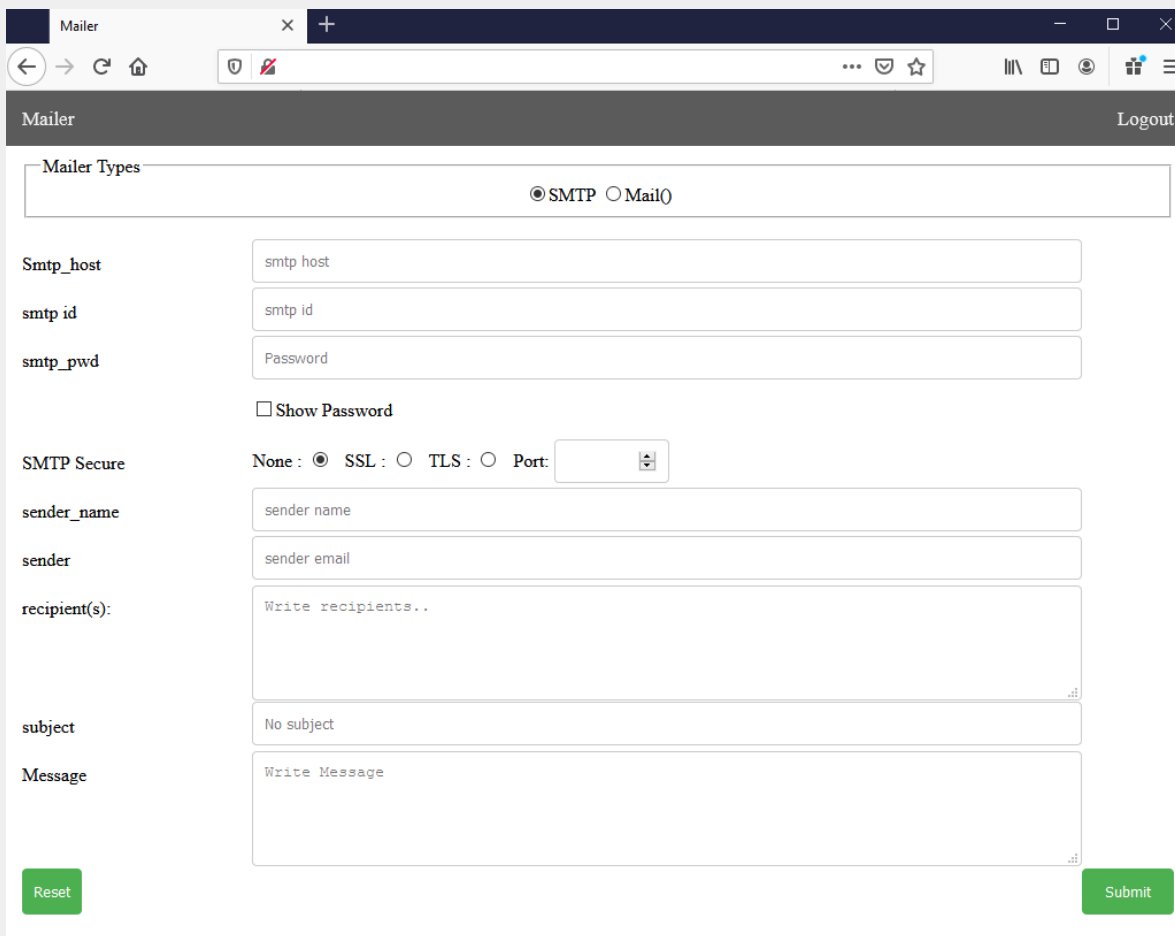 Mailer
Mailer Logout
Mailer Types
SMTP Mail()
Smtp_host smtp host
smtp id smtp id
smtp_pwd Password
Show Password
SMTP Secure None : SSL : TLS : Port:
sender_name sender name
sender sender email
recipient(s): Write recipients..
subject No subject
Message Write Message
Reset Submit